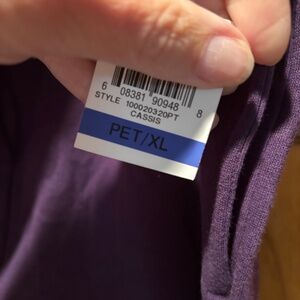 6 08381 90948 8
STYLE 100020320PT
CASSIS
PET/XL